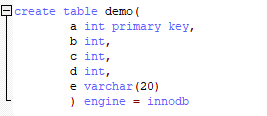 create table demo(
a int primary key,
b int,
c int,
d int,
e varchar(20)
) engine = innodb